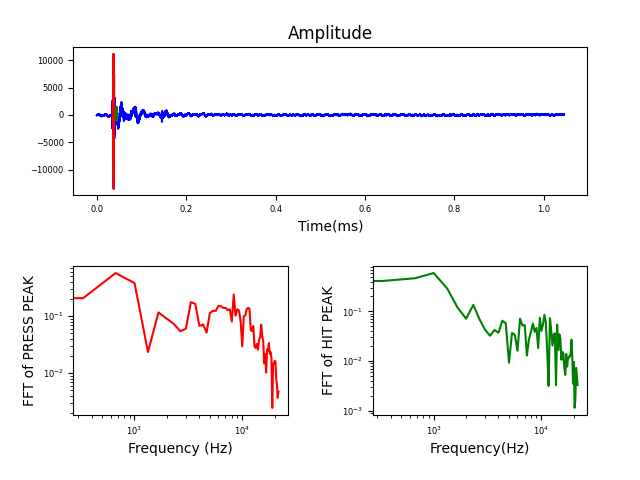 Amplitude
10000
5000
0
−5000
−10000
0.0 0.2 0.4 0.6 0.8 1.0
Time(ms)
FFT of PRESS PEAK
10⁻¹
10⁻²
10³ 10⁴
Frequency (Hz)
FFT of HIT PEAK
10⁻¹
10⁻²
10⁻³
10³ 10⁴
Frequency(Hz)